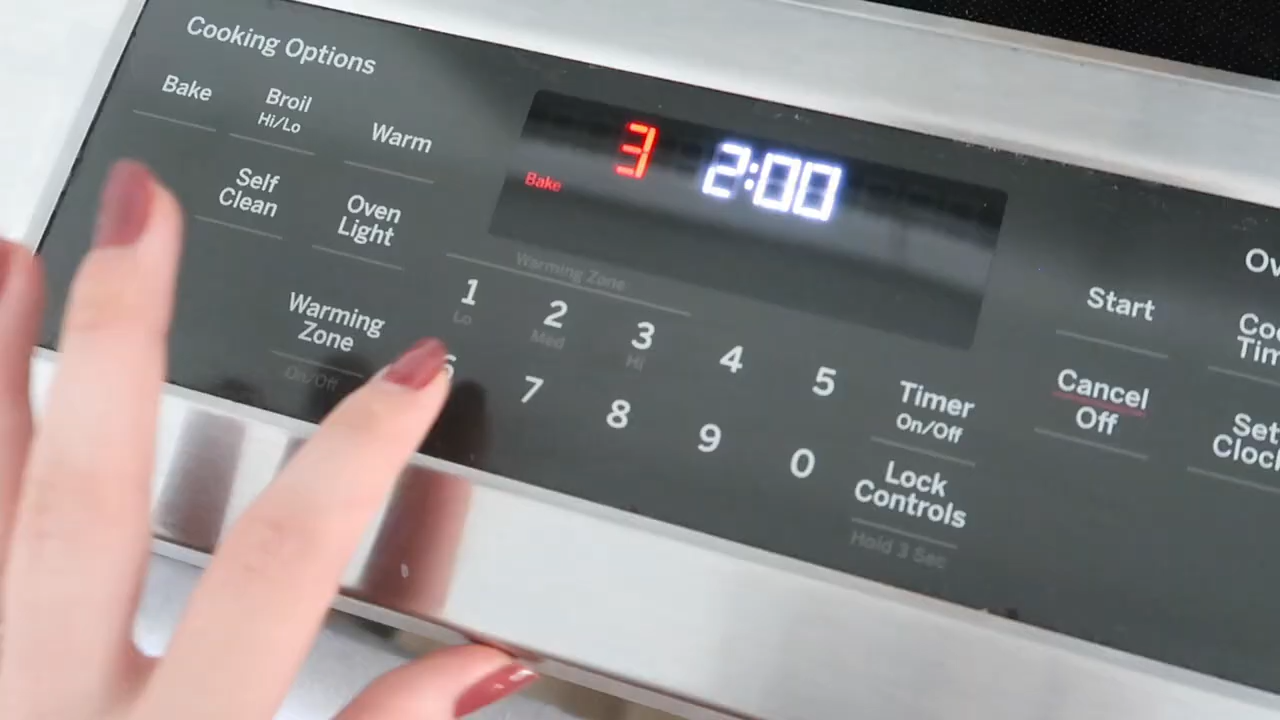 Cooking Options
Bake
Broil
Hi/Lo
Warm
Self
Clean
Oven
Light
Warming
Zone
On/Off
3 2:00
Bake
Warming Zone
1 2 3 4 5
Lo Med Hi
6 7 8 9 0
Timer
On/Off
Lock
Controls
Hold 3 Sec
Start
Cancel
Off
Set